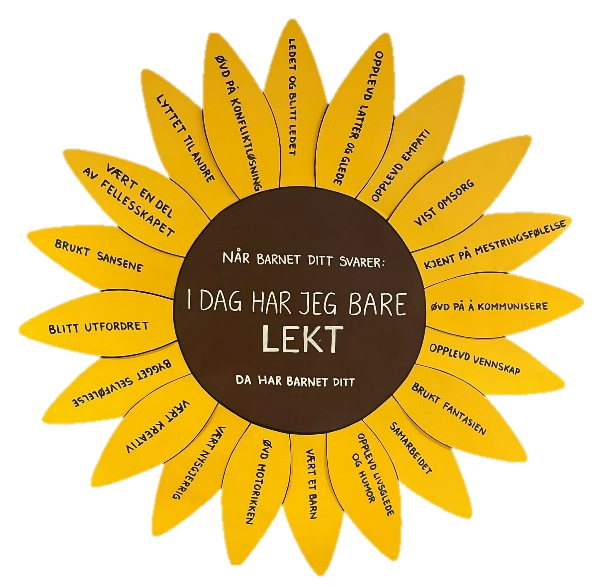 NÅR BARNET DITT SVARER:
I DAG HAR JEG BARE
LEKT
DA HAR BARNET DITT
LEDET OG BLITT LEDET
OPPLEVD LATTER OG GLEDE
OPPLEVD EMPATI
VIST OMSORG
KJENT PÅ MESTRINGSFØLELSE
ØVD PÅ Å KOMMUNISERE
OPPLEVD VENNSKAP
BRUKT FANTASIEN
SAMARBEIDET
OPPLEVD LIVSGLEDE
OG HUMOR
VÆRT ET BARN
ØVD MOTORIKKEN
VÆRT NYSGJERRIG
VÆRT KREATIV
BYGGET SELVFØLELSE
BLITT UTFORDRET
BRUKT SANSENE
VÆRT EN DEL
AV FELLESSKAPET
LYTTET TIL ANDRE
ØVD PÅ KONFLIKTLØSNING